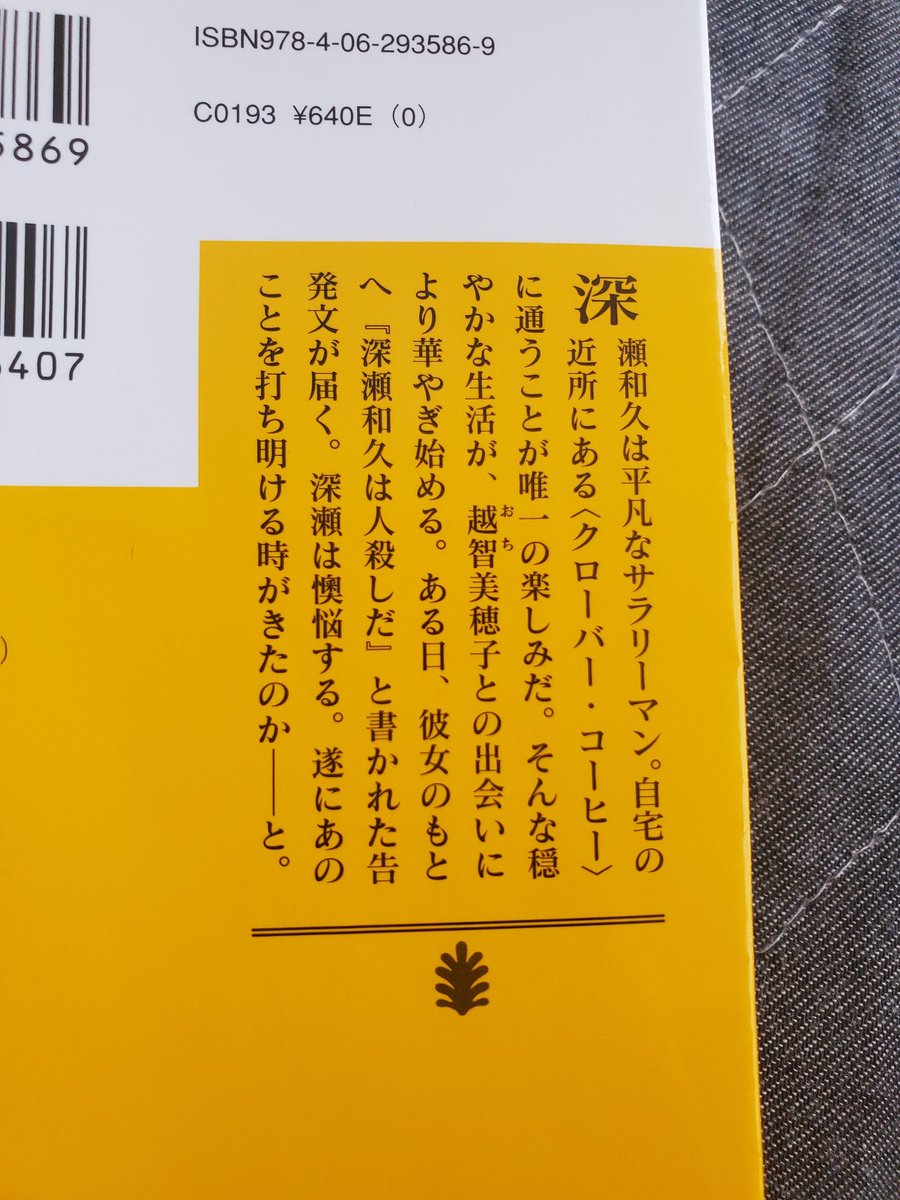 ISBN978-4-06-293586-9
C0193 ¥640E (0)
5869
6407
深瀬和久は平凡なサラリーマン。自宅の
近所にある〈クローバー・コーヒー〉
に通うことが唯一の楽しみだ。そんな穏
やかな生活が、越智美穂子との出会いに
おち
より華やぎ始める。ある日、彼女のもと
へ『深瀬和久は人殺しだ』と書かれた告
発文が届く。深瀬は懊悩する。遂にあの
ことを打ち明ける時がきたのか――と。
)